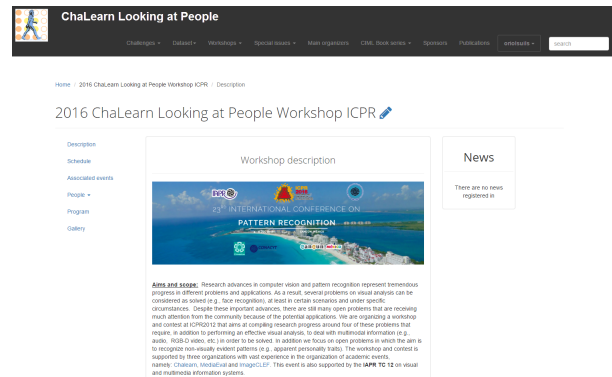 ChaLearn Looking at People
Challenges Dataset Workshops Special issues Main organizers CIML Book series Sponsors Publications search
Home / 2016 ChaLearn Looking at People Workshop ICPR / Description
2016 ChaLearn Looking at People Workshop ICPR
Description
Schedule
Associated events
People
Program
Gallery
Workshop description
IAPR
23rd INTERNATIONAL CONFERENCE ON
PATTERN RECOGNITION
Aims and scope: Research advances in computer vision and pattern recognition represent tremendous
progress in different problems and applications. As a result, several problems on visual analysis can be
considered as solved (e.g., face recognition), at least in certain scenarios and under specific
circumstances. Despite these important advances, there are still many open problems that are receiving
much attention from the community because of the potential applications. We are organizing a workshop
and contest at ICPR2012 that aims at compiling research progress around four of these problems that
require, in addition to performing an effective visual analysis, to deal with multimodal information (e.g.,
audio, RGB-D video, etc.) in order to be solved. In addition we focus on open problems in which the aim is
to recognize non-visually evident patterns (e.g., apparent personality traits). The workshop and contest is
supported by three organizations with vast experience in the organization of academic events,
namely: Chalearn, MediaEval and ImageCLEF. This event is also supported by the IAPR TC 12 on visual
and multimedia information systems.
News
There are no news
registered in